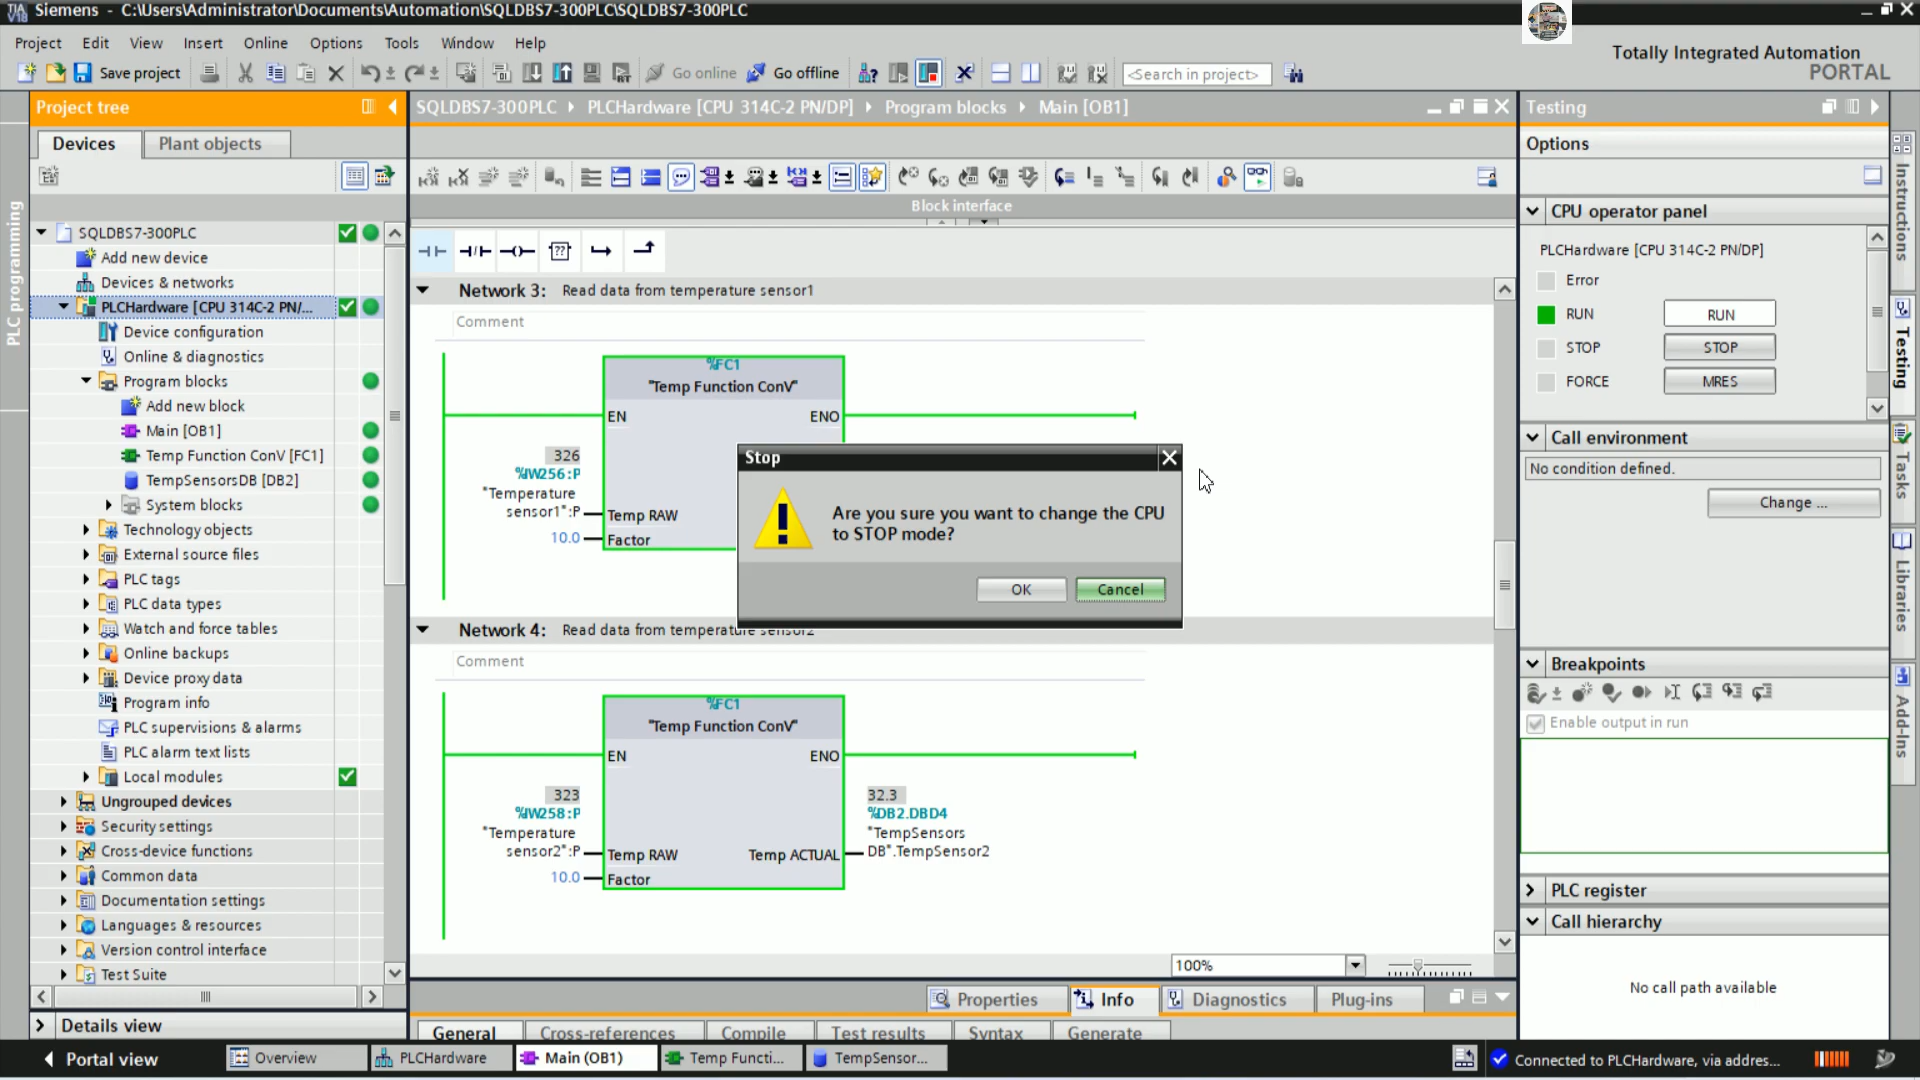 Siemens - C:\Users\Administrator\Documents\Automation\SQLDBS7-300PLC\SQLDBS7-300PLC
Project Edit View Insert Online Options Tools Window Help
Totally Integrated Automation
PORTAL
Save project
Go online
Go offline
<Search in project>
Project tree
SQLDBS7-300PLC
PLCHardware [CPU 314C-2 PN/DP]
Program blocks
Main [OB1]
Testing
Devices
Plant objects
Options
Block interface
PLC programming
SQLDBS7-300PLC
Add new device
Devices & networks
PLCHardware [CPU 314C-2 PN/...
Device configuration
Online & diagnostics
Program blocks
Add new block
Main [OB1]
Temp Function ConV [FC1]
TempSensorsDB [DB2]
System blocks
Technology objects
External source files
PLC tags
PLC data types
Watch and force tables
Online backups
Device proxy data
Program info
PLC supervisions & alarms
PLC alarm text lists
Local modules
Ungrouped devices
Security settings
Cross-device functions
Common data
Documentation settings
Languages & resources
Version control interface
Test Suite
Details view
Network 3: Read data from temperature sensor1
Comment
%FC1
"Temp Function ConV"
EN ENO
326
%IW256:P
"Temperature
sensor1":P
Temp RAW
10.0
Factor
Stop
Are you sure you want to change the CPU
to STOP mode?
OK
Cancel
Network 4: Read data from temperature sensor2
Comment
%FC1
"Temp Function ConV"
EN ENO
323
%IW258:P
"Temperature
sensor2":P
Temp RAW
10.0
Factor
Temp ACTUAL
32.3
%DB2.DBD4
"TempSensors
DB".TempSensor2
100%
Properties
Info
Diagnostics
Plug-ins
General
Cross-references
Compile
Test results
Syntax
Generate
CPU operator panel
PLCHardware [CPU 314C-2 PN/DP]
Error
RUN RUN
STOP STOP
FORCE MRES
Call environment
No condition defined.
Change ...
Breakpoints
Enable output in run
PLC register
Call hierarchy
No call path available
Instructions
Testing
Tasks
Libraries
Add-Ins
Portal view
Overview
PLCHardware
Main (OB1)
Temp Functi...
TempSensor...
Connected to PLCHardware, via addres...